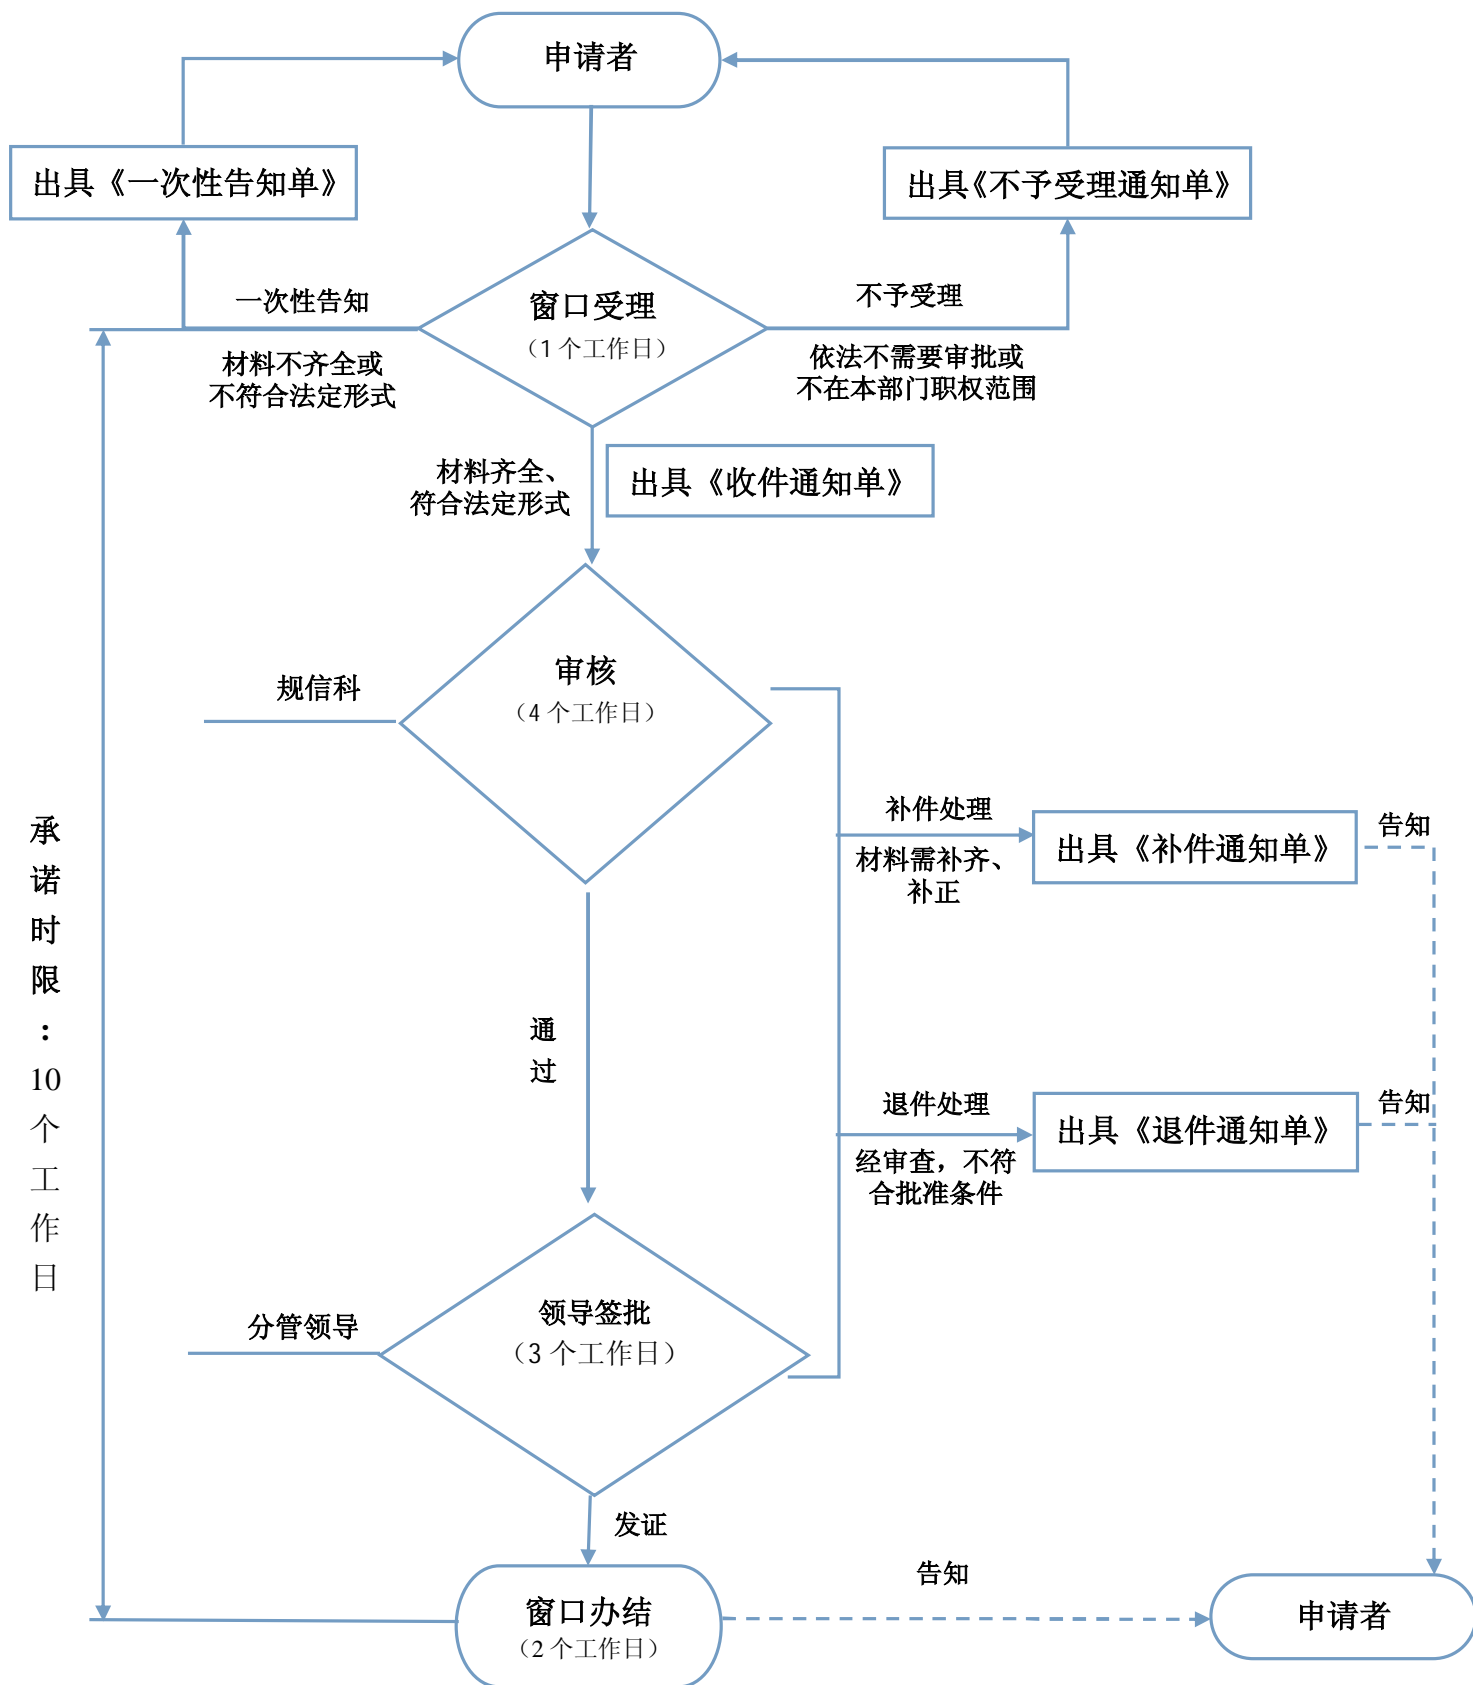 申请者
出具《一次性告知单》
出具《不予受理通知单》
一次性告知
窗口受理
（1 个工作日）
不予受理
材料不齐全或
不符合法定形式
依法不需要审批或
不在本部门职权范围
材料齐全、
符合法定形式
出具《收件通知单》
规信科
审核
（4 个工作日）
补件处理
材料需补齐、
补正
出具《补件通知单》
告知
承
诺
时
限
：
10
个
工
作
日
通
过
退件处理
经审查，不符
合批准条件
出具《退件通知单》
告知
分管领导
领导签批
（3 个工作日）
发证
窗口办结
（2 个工作日）
告知
申请者